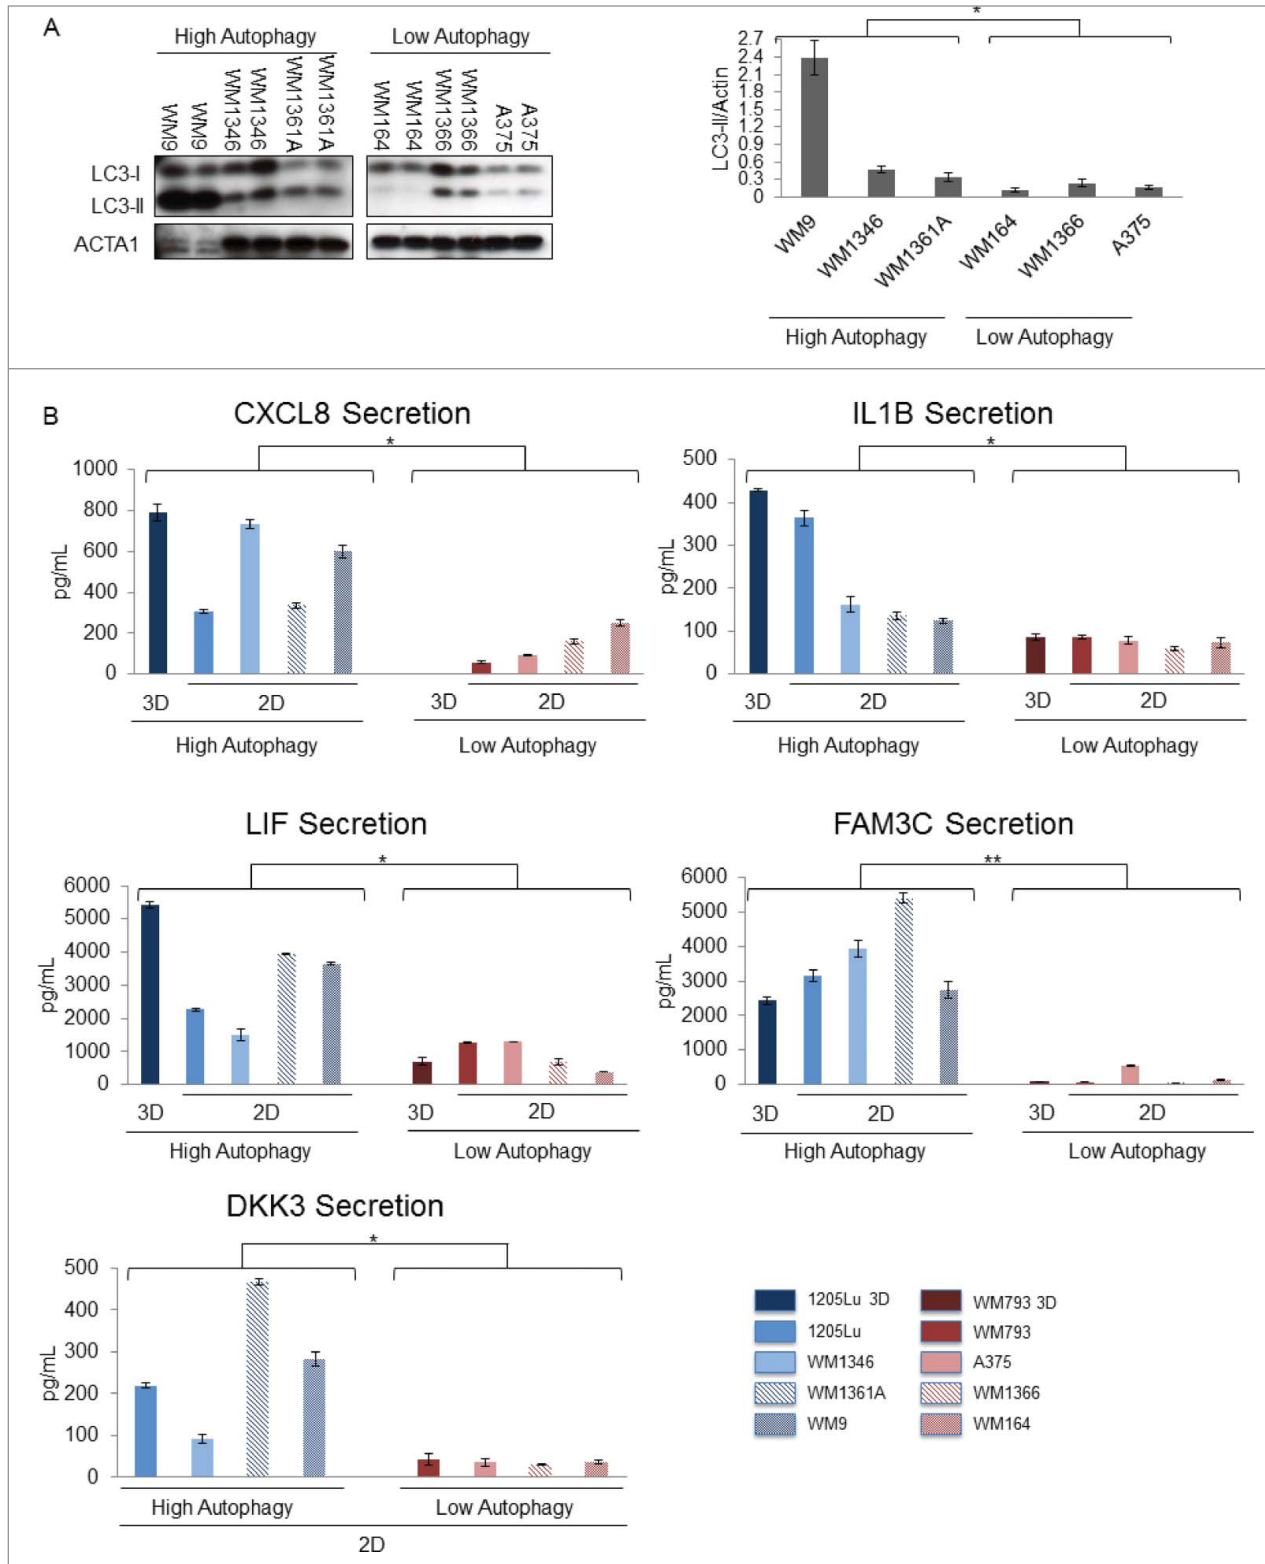 A
High Autophagy
Low Autophagy
WM9
WM9
WM1346
WM1346
WM1361A
WM1361A
WM164
WM164
WM1366
WM1366
A375
A375
LC3-I
LC3-II
ACTA1
*
LC3-II/Actin
2.7
2.4
2.1
1.8
1.5
1.2
0.9
0.6
0.3
0
WM9
WM1346
WM1361A
WM164
WM1366
A375
High Autophagy
Low Autophagy
B
CXCL8 Secretion
*
pg/mL
1000
800
600
400
200
0
3D
2D
3D
2D
High Autophagy
Low Autophagy
IL1B Secretion
*
pg/mL
500
400
300
200
100
0
3D
2D
3D
2D
High Autophagy
Low Autophagy
LIF Secretion
*
pg/mL
6000
5000
4000
3000
2000
1000
0
3D
2D
3D
2D
High Autophagy
Low Autophagy
FAM3C Secretion
**
pg/mL
6000
5000
4000
3000
2000
1000
0
3D
2D
3D
2D
High Autophagy
Low Autophagy
DKK3 Secretion
*
pg/mL
500
400
300
200
100
0
High Autophagy
Low Autophagy
2D
1205Lu 3D
1205Lu
WM1346
WM1361A
WM9
WM793 3D
WM793
A375
WM1366
WM164